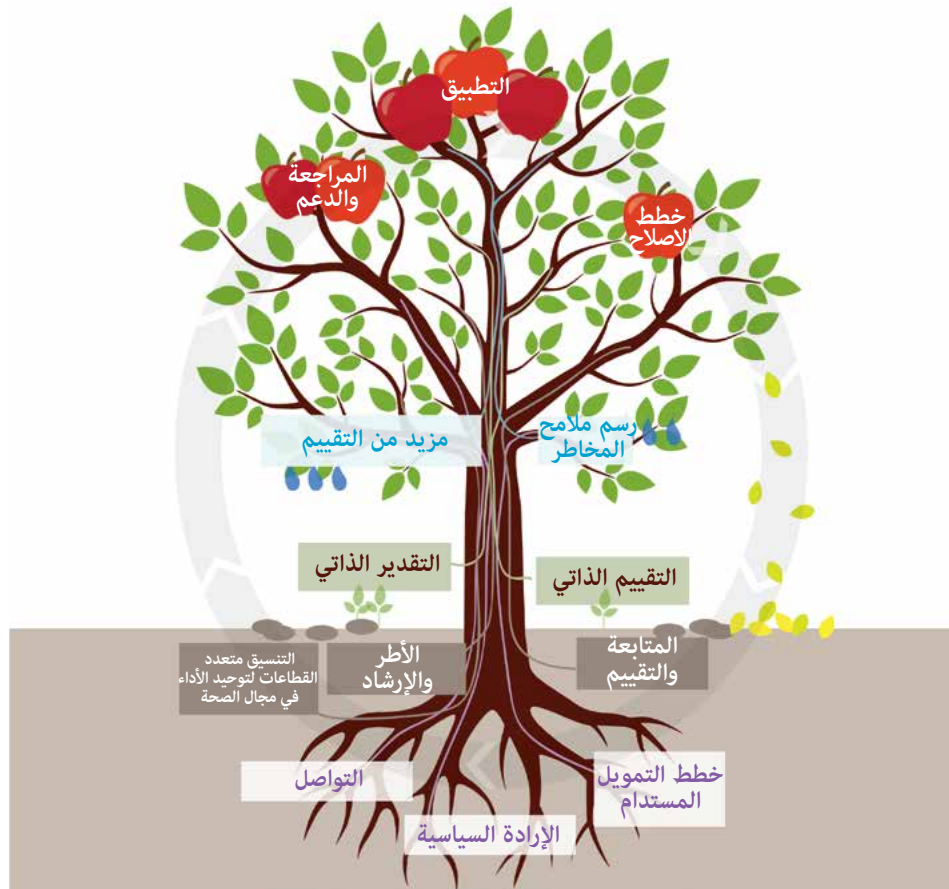 التطبيق
المراجعة
والدعم
خطط
الاصلاح
رسم ملامح
المخاطر
مزيد من التقييم
التقدير الذاتي
التقييم الذاتي
المتابعة
والتقييم
الأطر
والإرشاد
التنسيق متعدد
القطاعات لتوحيد الأداء
في مجال الصحة
خطط التمويل
المستدام
التواصل
الإرادة السياسية